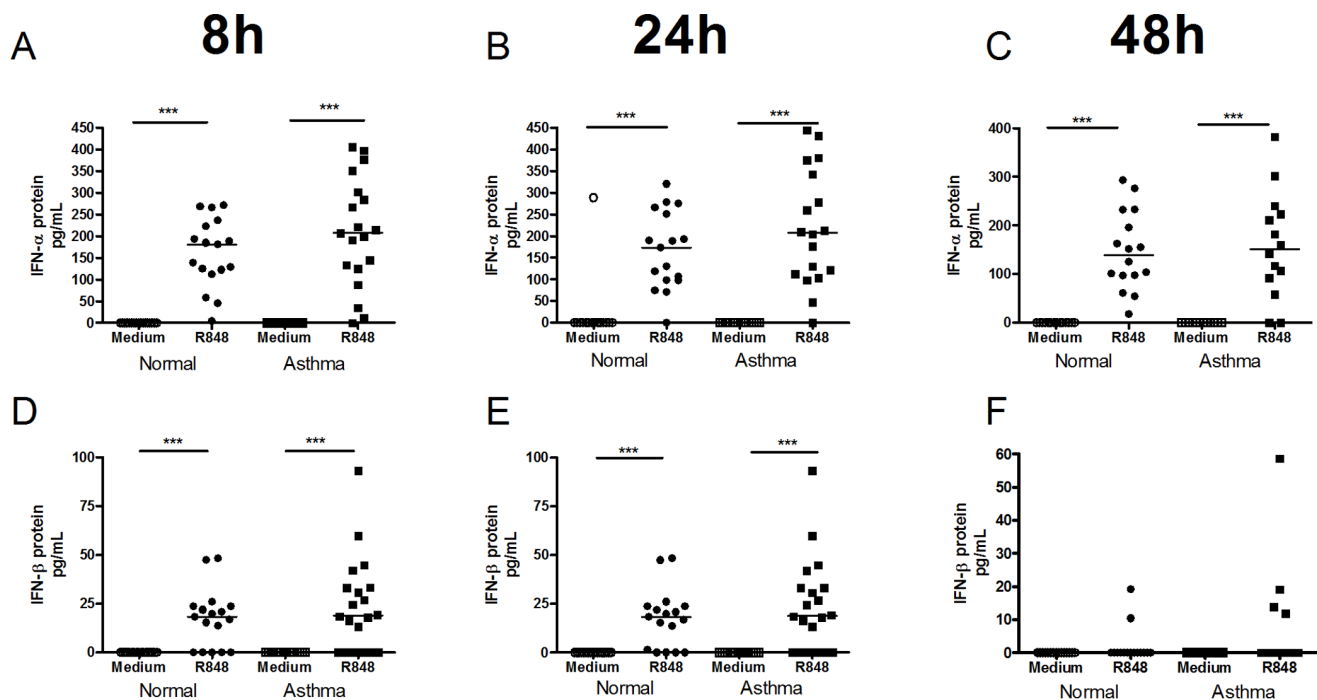 8h
24h
48h
A
B
C
*** ***
*** ***
*** ***
IFN-α protein
pg/mL
450
400
350
300
250
200
150
100
50
0
Medium R848 Medium R848
Normal Asthma
IFN-α protein
pg/mL
450
400
350
300
250
200
150
100
50
0
Medium R848 Medium R848
Normal Asthma
IFN-α protein
pg/mL
400
300
200
100
0
Medium R848 Medium R848
Normal Asthma
D
E
F
*** ***
*** ***
IFN-β protein
pg/mL
100
75
50
25
0
Medium R848 Medium R848
Normal Asthma
IFN-β protein
pg/mL
100
75
50
25
0
Medium R848 Medium R848
Normal Asthma
IFN-β protein
pg/mL
60
50
40
30
20
10
0
Medium R848 Medium R848
Normal Asthma